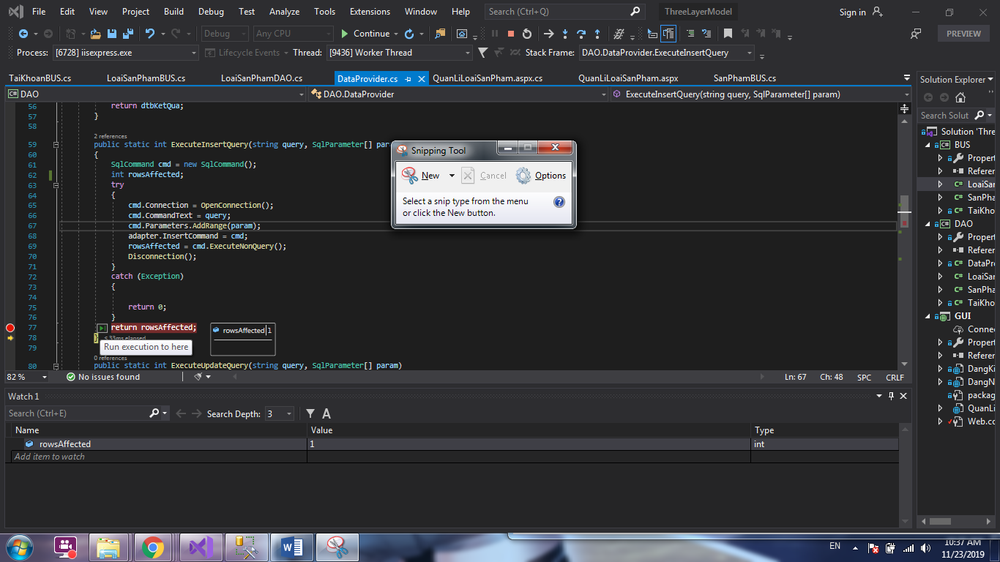 File Edit View Project Build Debug Test Analyze Tools Extensions Window Help Search (Ctrl+Q) ThreeLayerModel Sign in
Debug Any CPU Continue PREVIEW
Process: [6728] iisexpress.exe Lifecycle Events Thread: [9436] Worker Thread Stack Frame: DAO.DataProvider.ExecuteInsertQuery
TaiKhoanBUS.cs LoaiSanPhamBUS.cs LoaiSanPhamDAO.cs DataProvider.cs QuanLiLoaiSanPham.aspx.cs QuanLiLoaiSanPham.aspx SanPhamBUS.cs
DAO DAO.DataProvider ExecuteInsertQuery(string query, SqlParameter[] param)
56 return dtbKetQua;
57 }
58
2 references
59 public static int ExecuteInsertQuery(string query, SqlParameter[] par
60 {
61 SqlCommand cmd = new SqlCommand();
62 int rowsAffected;
63 try
64 {
65 cmd.Connection = OpenConnection();
66 cmd.CommandText = query;
67 cmd.Parameters.AddRange(param);
68 adapter.InsertCommand = cmd;
69 rowsAffected = cmd.ExecuteNonQuery();
70 Disconnection();
71 }
72 catch (Exception)
73 {
74
75 return 0;
76 }
77 return rowsAffected;
78 } ≤ 33ms elapsed
79
0 references
80 public static int ExecuteUpdateQuery(string query, SqlParameter[] param)
rowsAffected 1
Run execution to here
Snipping Tool
New Cancel Options
Select a snip type from the menu
or click the New button.
82 % No issues found Ln: 67 Ch: 48 SPC CRLF
Watch 1
Search (Ctrl+E) Search Depth: 3 A
Name Value Type
rowsAffected 1 int
Add item to watch
Solution Explorer
Search Solut
Solution 'Three
C# BUS
Propert
Referer
C# LoaiSar
C# SanPha
C# TaiKho
C# DAO
Propert
Referer
C# DataPr
C# LoaiSar
C# SanPha
C# TaiKho
GUI
Conne
Propert
Referer
DangKi
DangN
packag
QuanLi
Web.co
EN 10:37 AM
11/23/2019